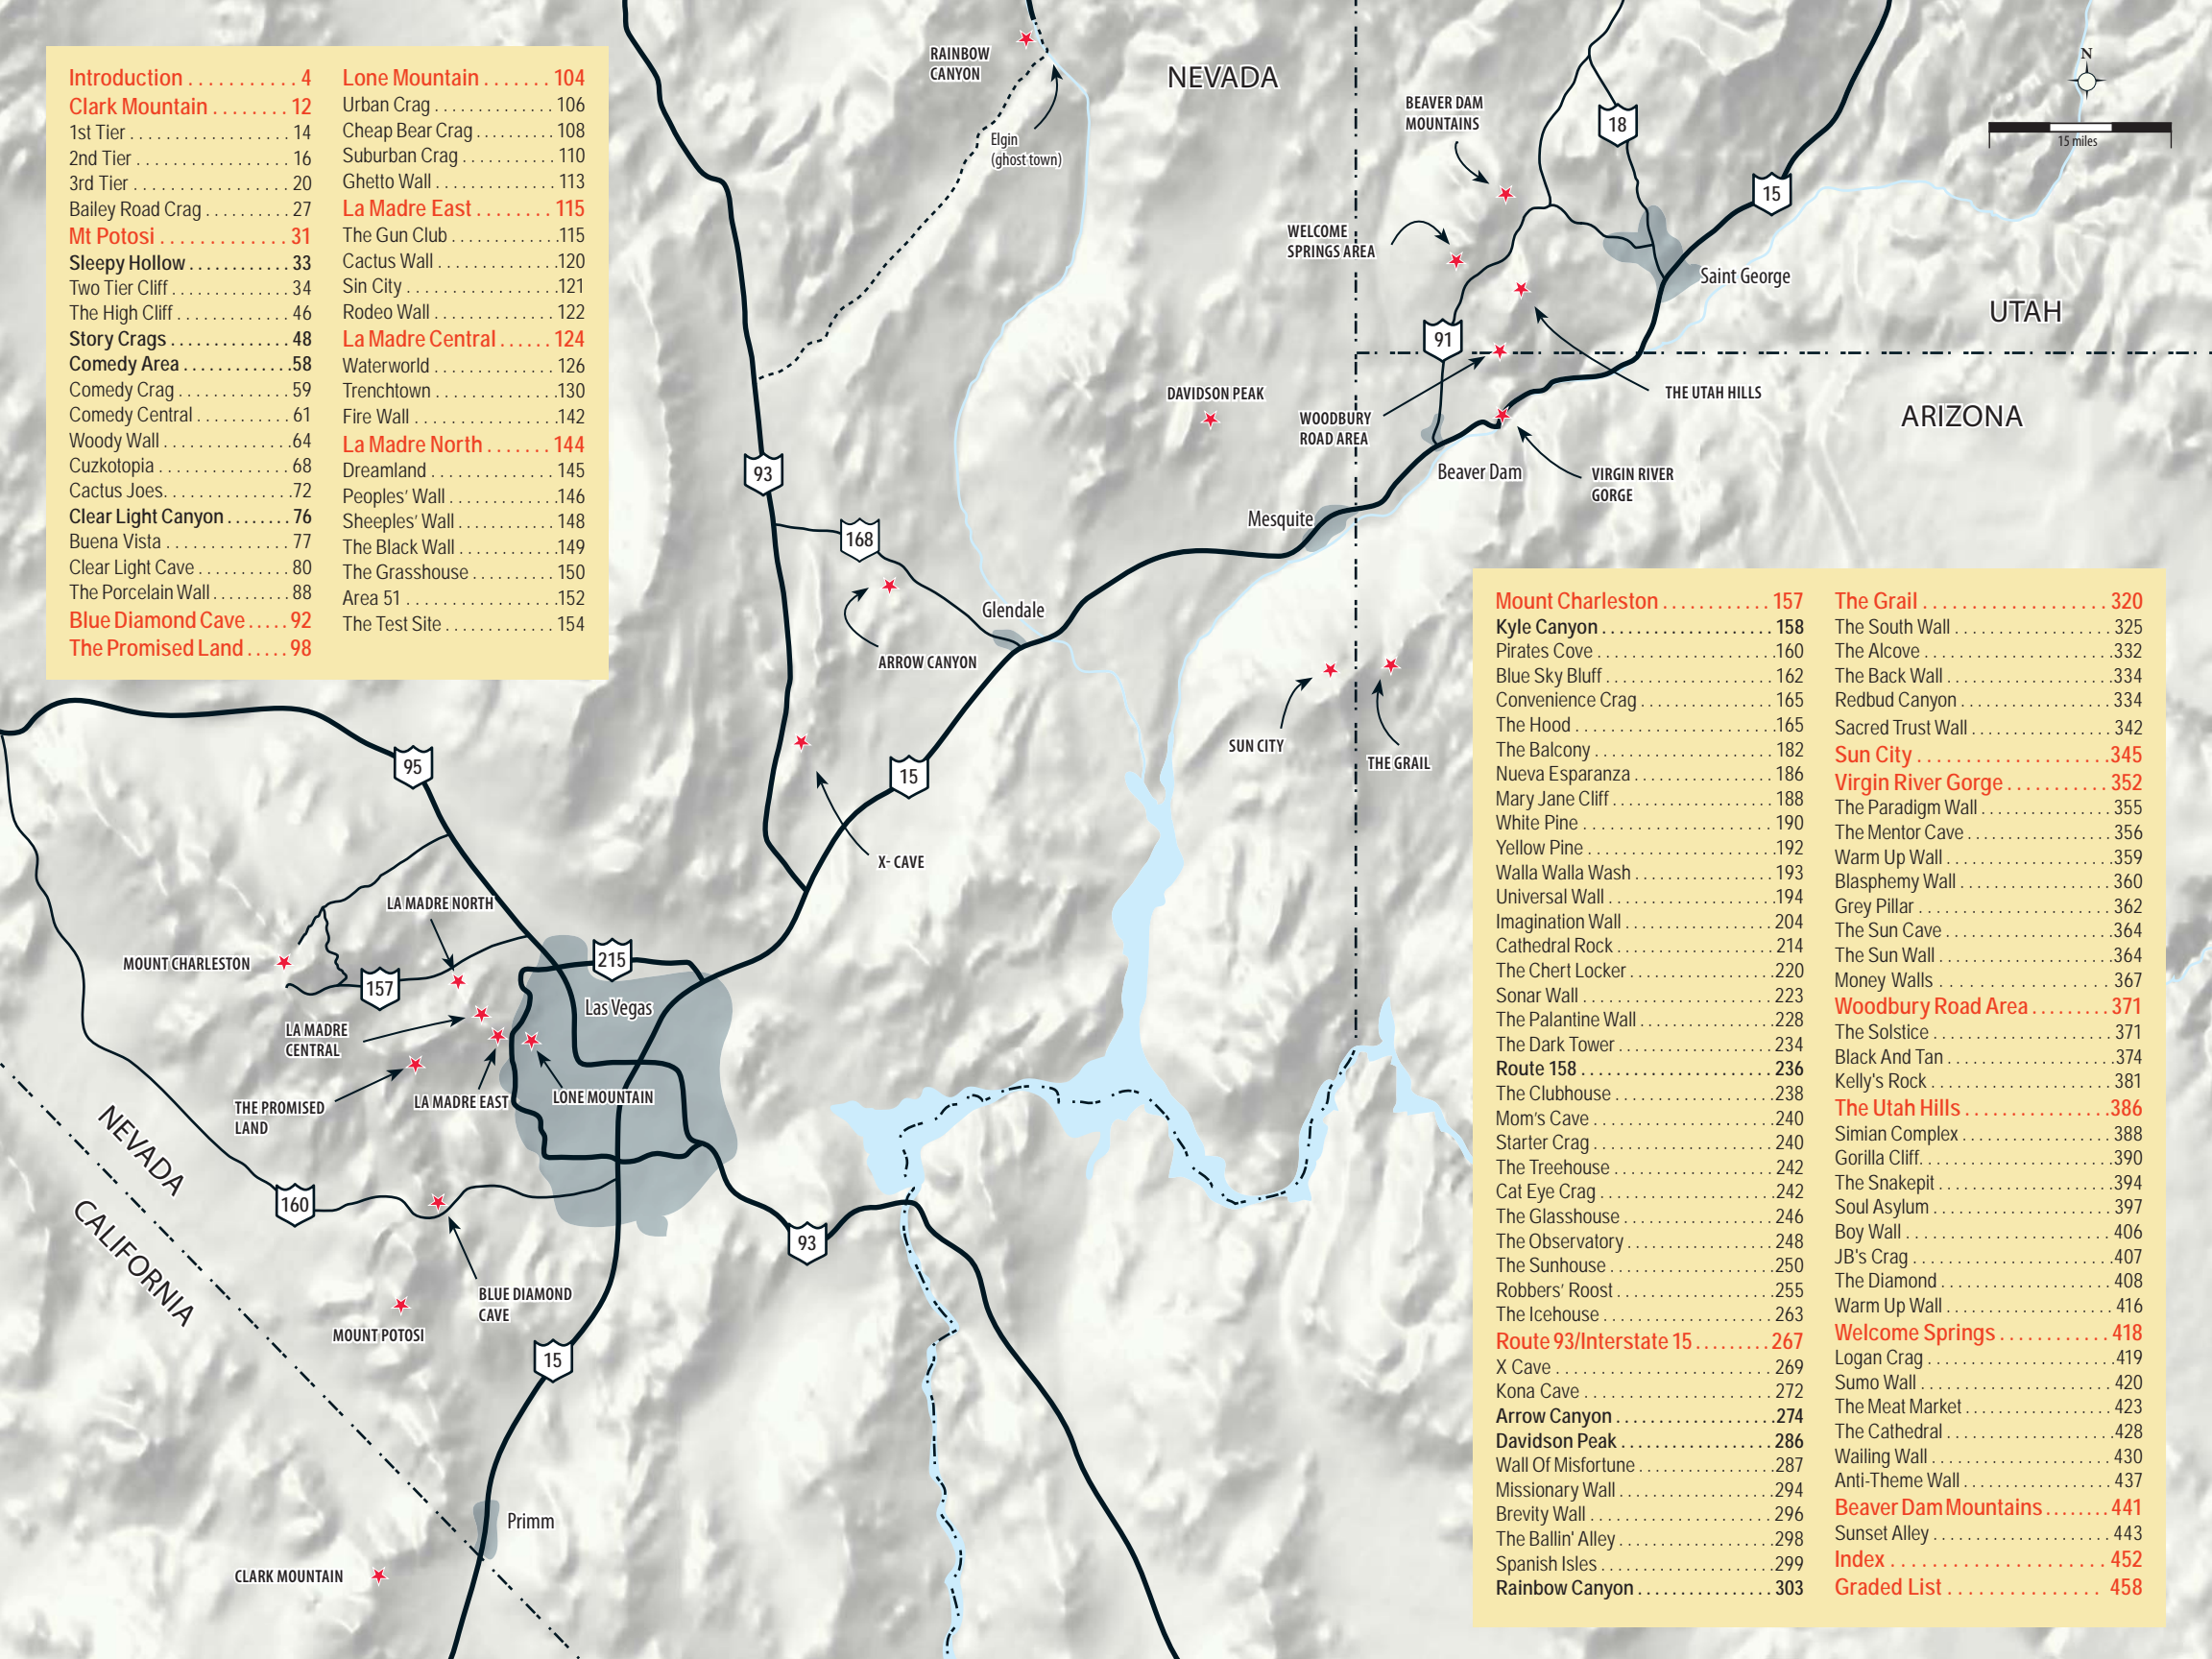 Introduction . . . . . . . . . . . 4
Clark Mountain . . . . . . . . 12
1st Tier . . . . . . . . . . . . . . . . . 14
2nd Tier . . . . . . . . . . . . . . . . 16
3rd Tier . . . . . . . . . . . . . . . . 20
Bailey Road Crag . . . . . . . . . . 27
Mt Potosi . . . . . . . . . . . . . 31
Sleepy Hollow . . . . . . . . . . . 33
Two Tier Cliff . . . . . . . . . . . . . 34
The High Cliff . . . . . . . . . . . . 46
Story Crags . . . . . . . . . . . . . 48
Comedy Area . . . . . . . . . . . .58
Comedy Crag . . . . . . . . . . . . 59
Comedy Central . . . . . . . . . . 61
Woody Wall . . . . . . . . . . . . . .64
Cuzkotopia . . . . . . . . . . . . . . 68
Cactus Joes. . . . . . . . . . . . . .72
Clear Light Canyon . . . . . . . . 76
Buena Vista . . . . . . . . . . . . . 77
Clear Light Cave . . . . . . . . . . 80
The Porcelain Wall . . . . . . . . . 88
Blue Diamond Cave . . . . . 92
The Promised Land . . . . . 98
Lone Mountain . . . . . . . 104
Urban Crag . . . . . . . . . . . . . 106
Cheap Bear Crag . . . . . . . . . 108
Suburban Crag . . . . . . . . . . 110
Ghetto Wall . . . . . . . . . . . . . 113
La Madre East . . . . . . . . 115
The Gun Club . . . . . . . . . . . .115
Cactus Wall . . . . . . . . . . . . .120
Sin City . . . . . . . . . . . . . . . .121
Rodeo Wall . . . . . . . . . . . . . 122
La Madre Central . . . . . . 124
Waterworld . . . . . . . . . . . . . 126
Trenchtown . . . . . . . . . . . . .130
Fire Wall . . . . . . . . . . . . . . .142
La Madre North . . . . . . . 144
Dreamland . . . . . . . . . . . . . 145
Peoples' Wall . . . . . . . . . . . .146
Sheeples' Wall . . . . . . . . . . . 148
The Black Wall . . . . . . . . . . .149
The Grasshouse . . . . . . . . . . 150
Area 51 . . . . . . . . . . . . . . . .152
The Test Site . . . . . . . . . . . . 154
RAINBOW
CANYON
Elgin
(ghost town)
NEVADA
BEAVER DAM
MOUNTAINS
18
N
15 miles
15
WELCOME
SPRINGS AREA
Saint George
UTAH
91
THE UTAH HILLS
DAVIDSON PEAK
WOODBURY
ROAD AREA
ARIZONA
93
Beaver Dam
VIRGIN RIVER
GORGE
Mesquite
168
Glendale
ARROW CANYON
SUN CITY
THE GRAIL
95
15
X- CAVE
LA MADRE NORTH
MOUNT CHARLESTON
157
215
Las Vegas
LA MADRE
CENTRAL
THE PROMISED
LAND
LA MADRE EAST
LONE MOUNTAIN
NEVADA
CALIFORNIA
160
93
BLUE DIAMOND
CAVE
MOUNT POTOSI
15
Primm
CLARK MOUNTAIN
Mount Charleston . . . . . . . . . . . . 157
Kyle Canyon . . . . . . . . . . . . . . . . . . . 158
Pirates Cove . . . . . . . . . . . . . . . . . . . 160
Blue Sky Bluff . . . . . . . . . . . . . . . . . . 162
Convenience Crag . . . . . . . . . . . . . . 165
The Hood . . . . . . . . . . . . . . . . . . . . .165
The Balcony . . . . . . . . . . . . . . . . . . . 182
Nueva Esparanza . . . . . . . . . . . . . . . 186
Mary Jane Cliff . . . . . . . . . . . . . . . . . 188
White Pine . . . . . . . . . . . . . . . . . . . . 190
Yellow Pine . . . . . . . . . . . . . . . . . . . .192
Walla Walla Wash . . . . . . . . . . . . . . .193
Universal Wall . . . . . . . . . . . . . . . . . .194
Imagination Wall . . . . . . . . . . . . . . . . 204
Cathedral Rock . . . . . . . . . . . . . . . . . 214
The Chert Locker . . . . . . . . . . . . . . . .220
Sonar Wall . . . . . . . . . . . . . . . . . . . . 223
The Palantine Wall . . . . . . . . . . . . . . .228
The Dark Tower . . . . . . . . . . . . . . . . .234
Route 158 . . . . . . . . . . . . . . . . . . . . . 236
The Clubhouse . . . . . . . . . . . . . . . . . 238
Mom's Cave . . . . . . . . . . . . . . . . . . . 240
Starter Crag . . . . . . . . . . . . . . . . . . . 240
The Treehouse . . . . . . . . . . . . . . . . . 242
Cat Eye Crag . . . . . . . . . . . . . . . . . . 242
The Glasshouse . . . . . . . . . . . . . . . . 246
The Observatory . . . . . . . . . . . . . . . . 248
The Sunhouse . . . . . . . . . . . . . . . . . 250
Robbers' Roost . . . . . . . . . . . . . . . . . 255
The Icehouse . . . . . . . . . . . . . . . . . . 263
Route 93/Interstate 15 . . . . . . . . . 267
X Cave . . . . . . . . . . . . . . . . . . . . . . .269
Kona Cave . . . . . . . . . . . . . . . . . . . . 272
Arrow Canyon . . . . . . . . . . . . . . . . . .274
Davidson Peak . . . . . . . . . . . . . . . . . 286
Wall Of Misfortune . . . . . . . . . . . . . . .287
Missionary Wall . . . . . . . . . . . . . . . . .294
Brevity Wall . . . . . . . . . . . . . . . . . . . . 296
The Ballin' Alley . . . . . . . . . . . . . . . . .298
Spanish Isles . . . . . . . . . . . . . . . . . . .299
Rainbow Canyon . . . . . . . . . . . . . . . 303
The Grail . . . . . . . . . . . . . . . . . . 320
The South Wall . . . . . . . . . . . . . . . . . 325
The Alcove . . . . . . . . . . . . . . . . . . . .332
The Back Wall . . . . . . . . . . . . . . . . . .334
Redbud Canyon . . . . . . . . . . . . . . . . 334
Sacred Trust Wall . . . . . . . . . . . . . . . 342
Sun City . . . . . . . . . . . . . . . . . . .345
Virgin River Gorge . . . . . . . . . . 352
The Paradigm Wall . . . . . . . . . . . . . . 355
The Mentor Cave . . . . . . . . . . . . . . . 356
Warm Up Wall . . . . . . . . . . . . . . . . . .359
Blasphemy Wall . . . . . . . . . . . . . . . . 360
Grey Pillar . . . . . . . . . . . . . . . . . . . . 362
The Sun Cave . . . . . . . . . . . . . . . . . .364
The Sun Wall . . . . . . . . . . . . . . . . . . 364
Money Walls . . . . . . . . . . . . . . . . . . 367
Woodbury Road Area . . . . . . . . 371
The Solstice . . . . . . . . . . . . . . . . . . . 371
Black And Tan . . . . . . . . . . . . . . . . . 374
Kelly's Rock . . . . . . . . . . . . . . . . . . . 381
The Utah Hills . . . . . . . . . . . . . . .386
Simian Complex . . . . . . . . . . . . . . . . 388
Gorilla Cliff. . . . . . . . . . . . . . . . . . . . 390
The Snakepit . . . . . . . . . . . . . . . . . . 394
Soul Asylum . . . . . . . . . . . . . . . . . . . 397
Boy Wall . . . . . . . . . . . . . . . . . . . . . 406
JB's Crag . . . . . . . . . . . . . . . . . . . . .407
The Diamond . . . . . . . . . . . . . . . . . . 408
Warm Up Wall . . . . . . . . . . . . . . . . . 416
Welcome Springs . . . . . . . . . . . 418
Logan Crag . . . . . . . . . . . . . . . . . . . .419
Sumo Wall . . . . . . . . . . . . . . . . . . . . 420
The Meat Market . . . . . . . . . . . . . . . 423
The Cathedral . . . . . . . . . . . . . . . . . .428
Wailing Wall . . . . . . . . . . . . . . . . . . . 430
Anti-Theme Wall . . . . . . . . . . . . . . . . 437
Beaver Dam Mountains . . . . . . . . 441
Sunset Alley . . . . . . . . . . . . . . . . . . . 443
Index . . . . . . . . . . . . . . . . . . . . . 452
Graded List . . . . . . . . . . . . . . . 458